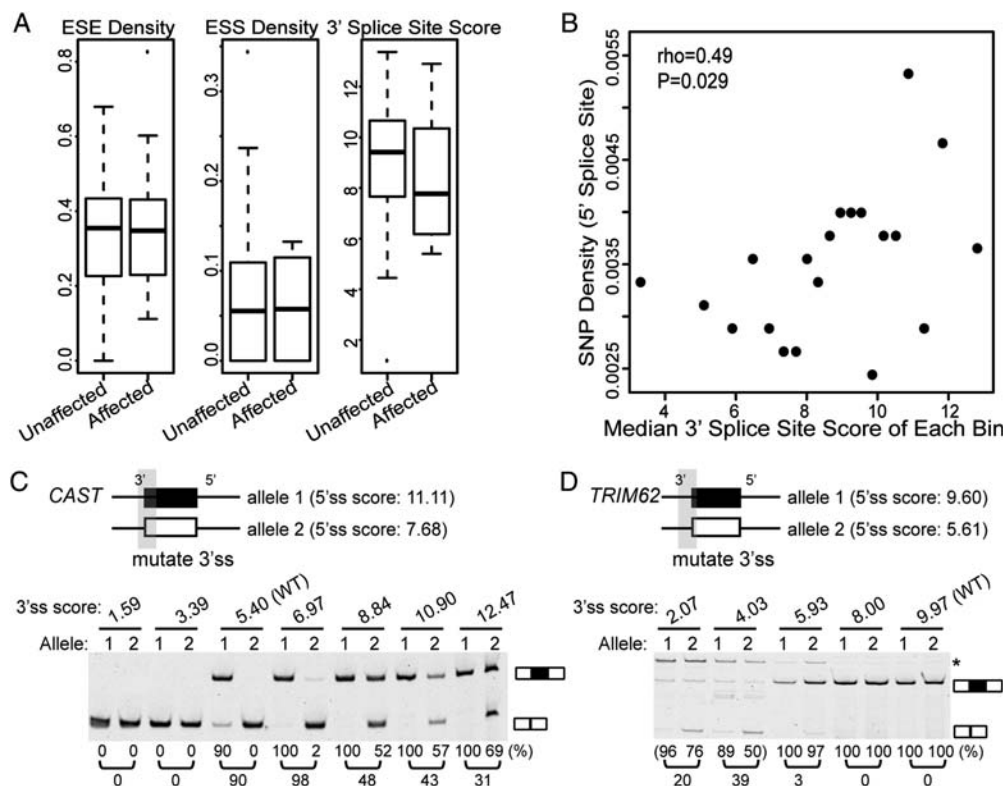 A
ESE Density
ESS Density
3' Splice Site Score
0.0
0.2
0.4
0.6
0.8
0.0
0.1
0.2
0.3
2
4
6
8
10
12
Unaffected
Affected
Unaffected
Affected
Unaffected
Affected
B
rho=0.49
P=0.029
SNP Density (5' Splice Site)
0.0025
0.0035
0.0045
0.0055
4
6
8
10
12
Median 3' Splice Site Score of Each Bin
C
CAST
3'
5'
allele 1 (5'ss score: 11.11)
allele 2 (5'ss score: 7.68)
mutate 3'ss
3'ss score: 1.59 3.39 5.40 (WT) 6.97 8.84 10.90 12.47
Allele: 1 2 1 2 1 2 1 2 1 2 1 2 1 2
0 0 0 0 90 0 100 2 100 52 100 57 100 69 (%)
0 0 90 98 48 43 31
D
TRIM62
3'
5'
allele 1 (5'ss score: 9.60)
allele 2 (5'ss score: 5.61)
mutate 3'ss
3'ss score: 2.07 4.03 5.93 8.00 9.97 (WT)
Allele: 1 2 1 2 1 2 1 2 1 2
*
(96 76 89 50) 100 97 100 100 100 100 (%)
20 39 3 0 0